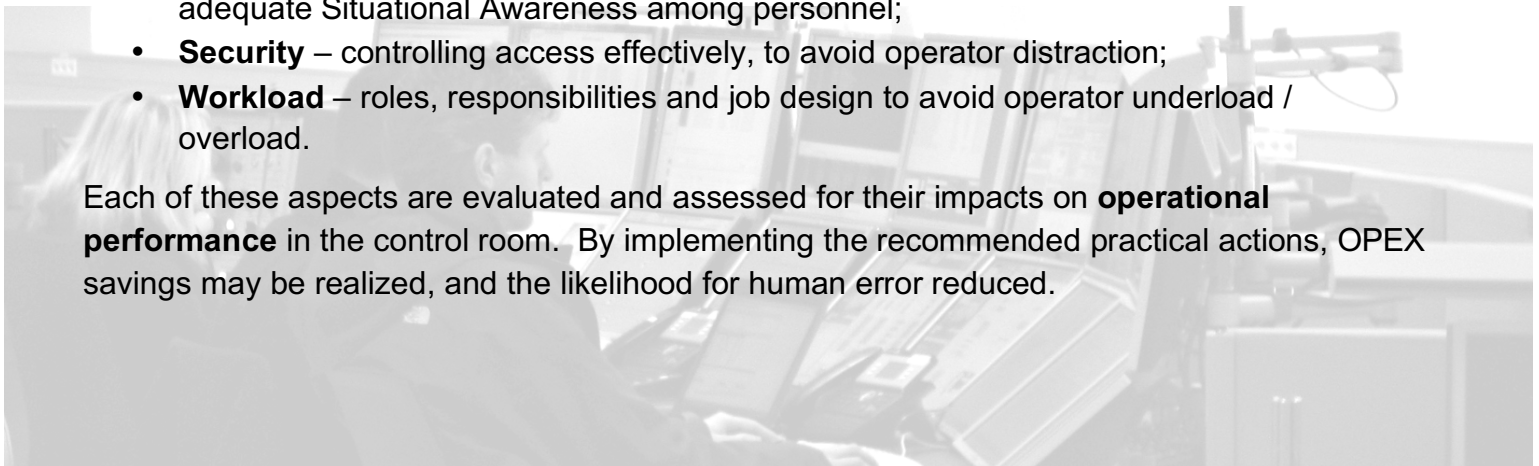 adequate Situational Awareness among personnel;
• Security – controlling access effectively, to avoid operator distraction;
• Workload – roles, responsibilities and job design to avoid operator underload /
overload.
Each of these aspects are evaluated and assessed for their impacts on operational
performance in the control room.  By implementing the recommended practical actions, OPEX
savings may be realized, and the likelihood for human error reduced.